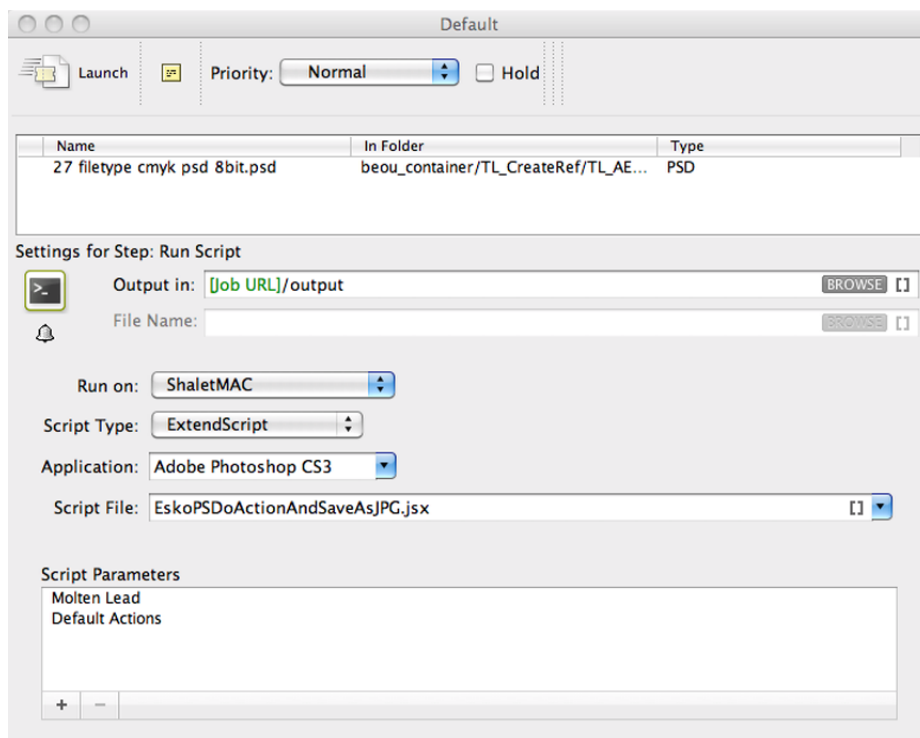 Default
Launch Priority: Normal Hold
Name In Folder Type
27 filetype cmyk psd 8bit.psd beou_container/TL_CreateRef/TL_AE... PSD
Settings for Step: Run Script
Output in: [Job URL]/output BROWSE []
File Name: BROWSE []
Run on: ShaletMAC
Script Type: ExtendScript
Application: Adobe Photoshop CS3
Script File: EskoPSDoActionAndSaveAsJPG.jsx []
Script Parameters
Molten Lead
Default Actions
+ −